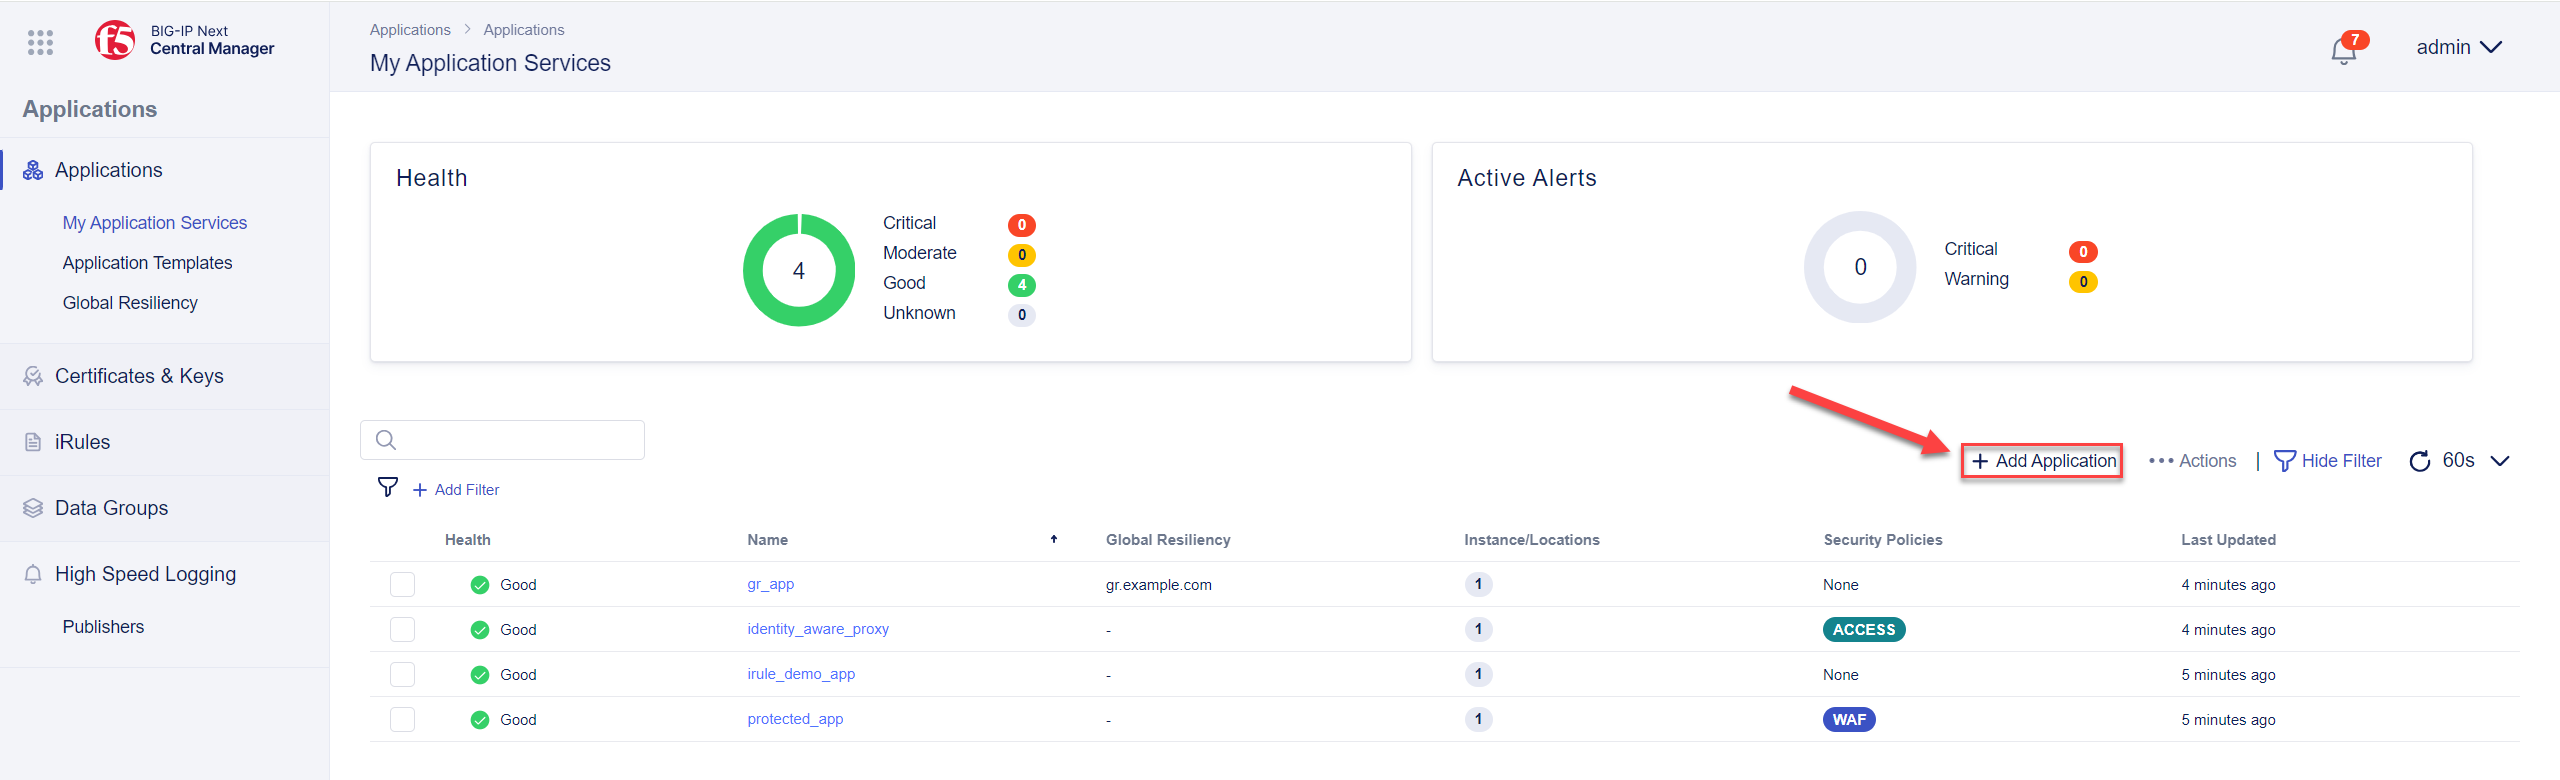 f5
BIG-IP Next
Central Manager
Applications
Applications
My Application Services
Application Templates
Global Resiliency
Certificates & Keys
iRules
Data Groups
High Speed Logging
Publishers
Applications > Applications
My Application Services
7
admin
Health
4
Critical 0
Moderate 0
Good 4
Unknown 0
Active Alerts
0
Critical 0
Warning 0
+ Add Application ••• Actions | Hide Filter 60s
+ Add Filter
Health Name Global Resiliency Instance/Locations Security Policies Last Updated
Good gr_app gr.example.com 1 None 4 minutes ago
Good identity_aware_proxy - 1 ACCESS 4 minutes ago
Good irule_demo_app - 1 None 5 minutes ago
Good protected_app - 1 WAF 5 minutes ago